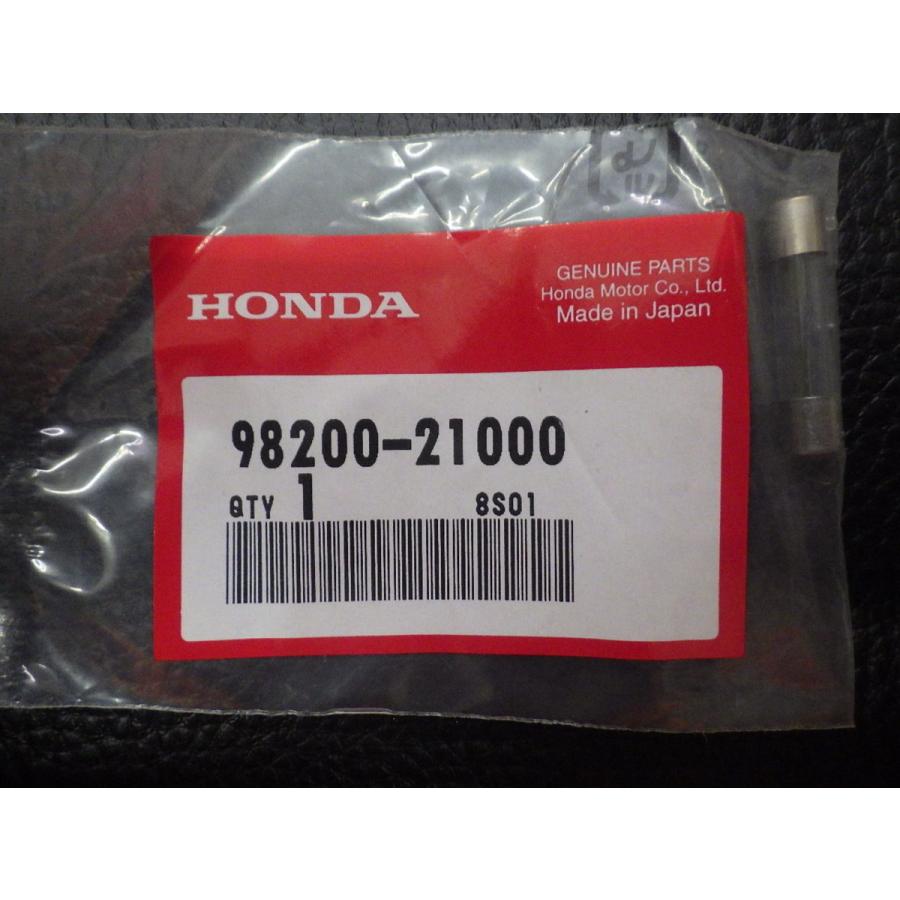 HONDA
GENUINE PARTS
Honda Motor Co., Ltd.
Made in Japan
98200-21000
QTY 1 8S01